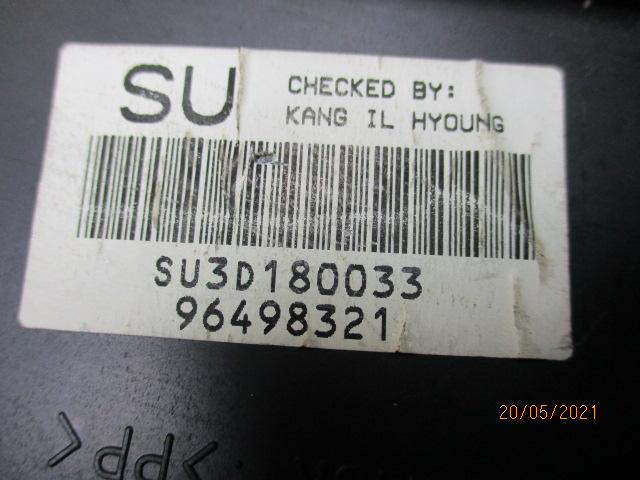 SU
CHECKED BY:
KANG IL HYOUNG
SU3D180033
96498321
20/05/2021
>PP<